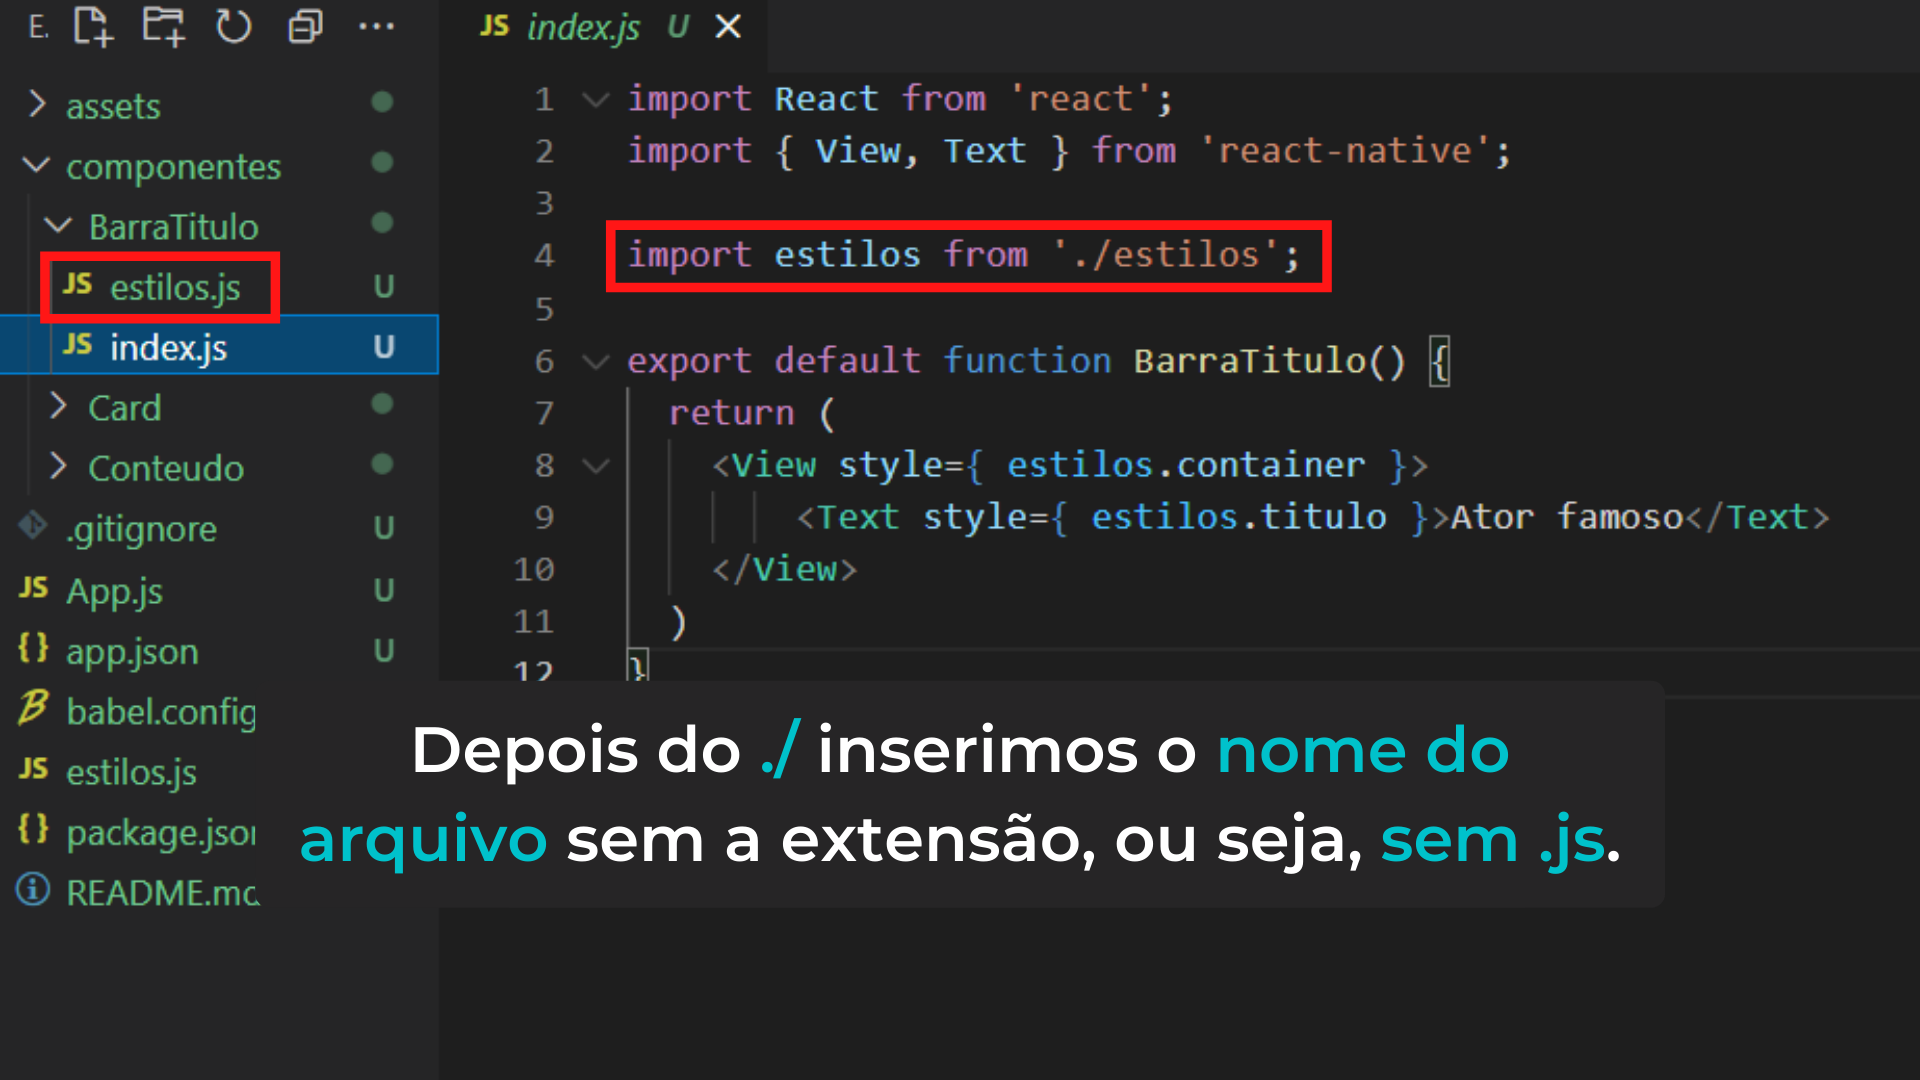 E.
assets
componentes
BarraTitulo
JS estilos.js U
JS index.js U
Card
Conteudo
.gitignore U
JS App.js U
{} app.json U
babel.config
JS estilos.js
{} package.json
README.md
JS index.js U
1 import React from 'react';
2 import { View, Text } from 'react-native';
3
4 import estilos from './estilos';
5
6 export default function BarraTitulo() {
7 return (
8 <View style={ estilos.container }>
9 <Text style={ estilos.titulo }>Ator famoso</Text>
10 </View>
11 )
12 }
Depois do ./ inserimos o nome do
arquivo sem a extensão, ou seja, sem .js.